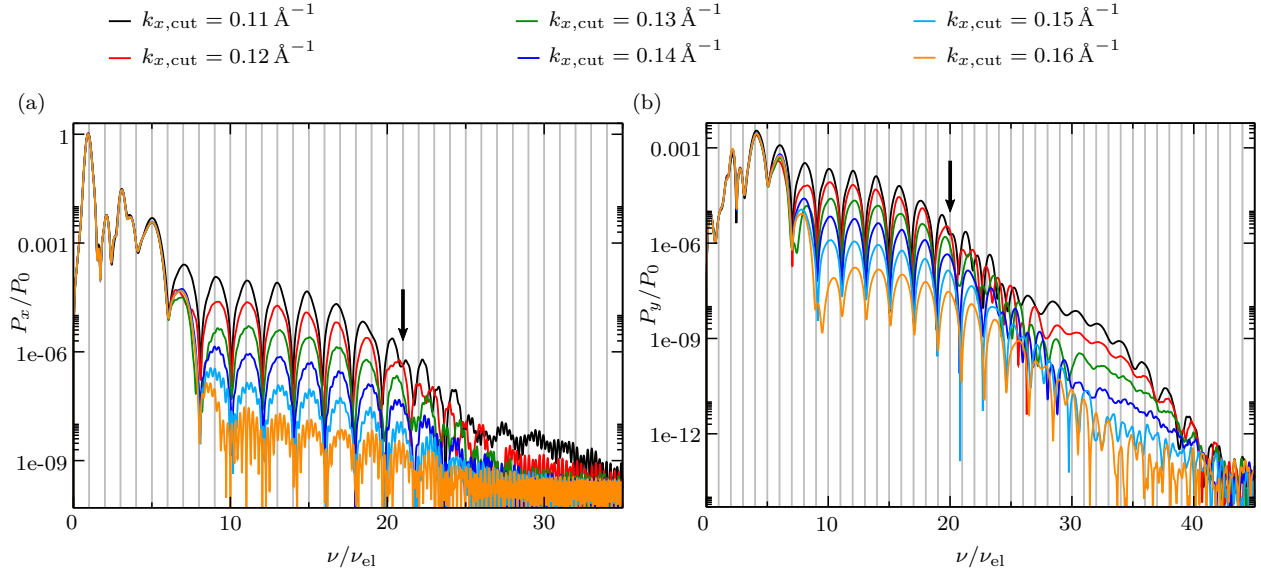 k_{x,cut} = 0.11 Å⁻¹ k_{x,cut} = 0.13 Å⁻¹ k_{x,cut} = 0.15 Å⁻¹
k_{x,cut} = 0.12 Å⁻¹ k_{x,cut} = 0.14 Å⁻¹ k_{x,cut} = 0.16 Å⁻¹
(a)
P_x/P_0
1
0.001
1e-06
1e-09
0 10 20 30
ν/ν_el
(b)
P_y/P_0
0.001
1e-06
1e-09
1e-12
0 10 20 30 40
ν/ν_el